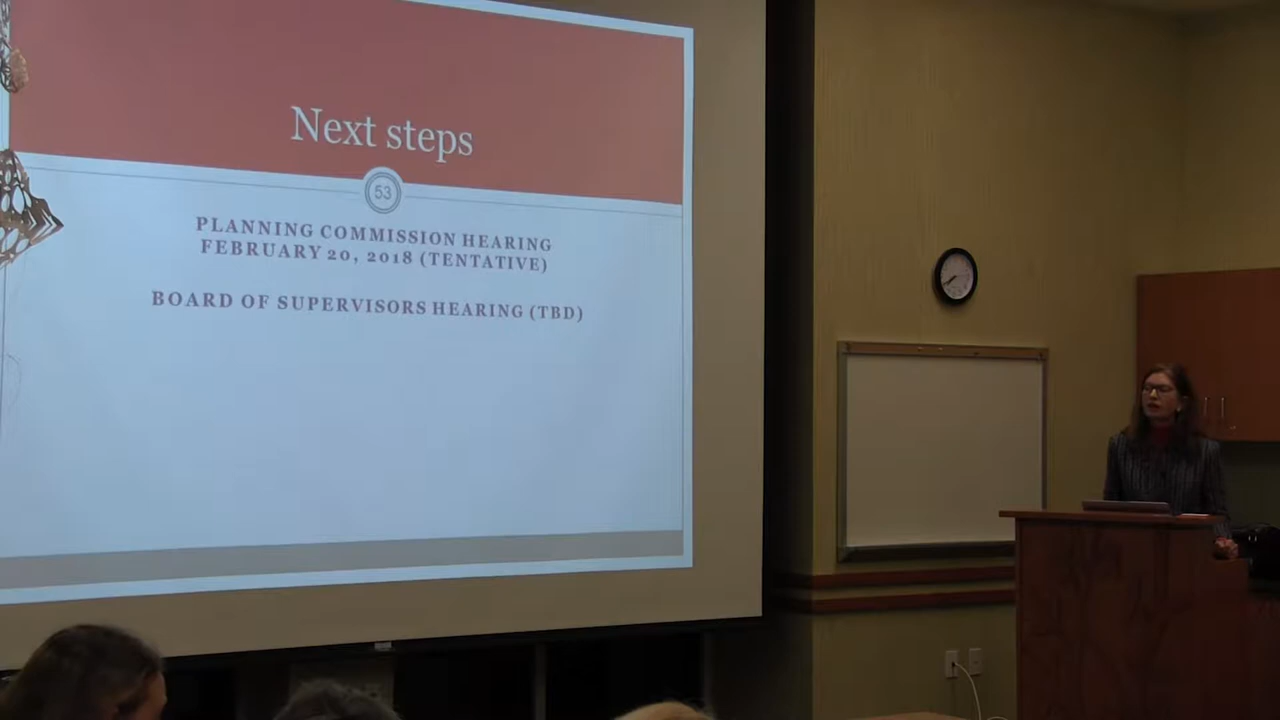 Next steps
53
PLANNING COMMISSION HEARING
FEBRUARY 20, 2018 (TENTATIVE)
BOARD OF SUPERVISORS HEARING (TBD)